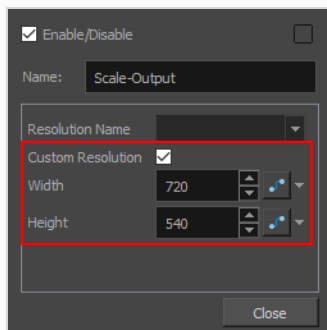 Enable/Disable
Name: Scale-Output
Resolution Name
Custom Resolution
Width 720
Height 540
Close